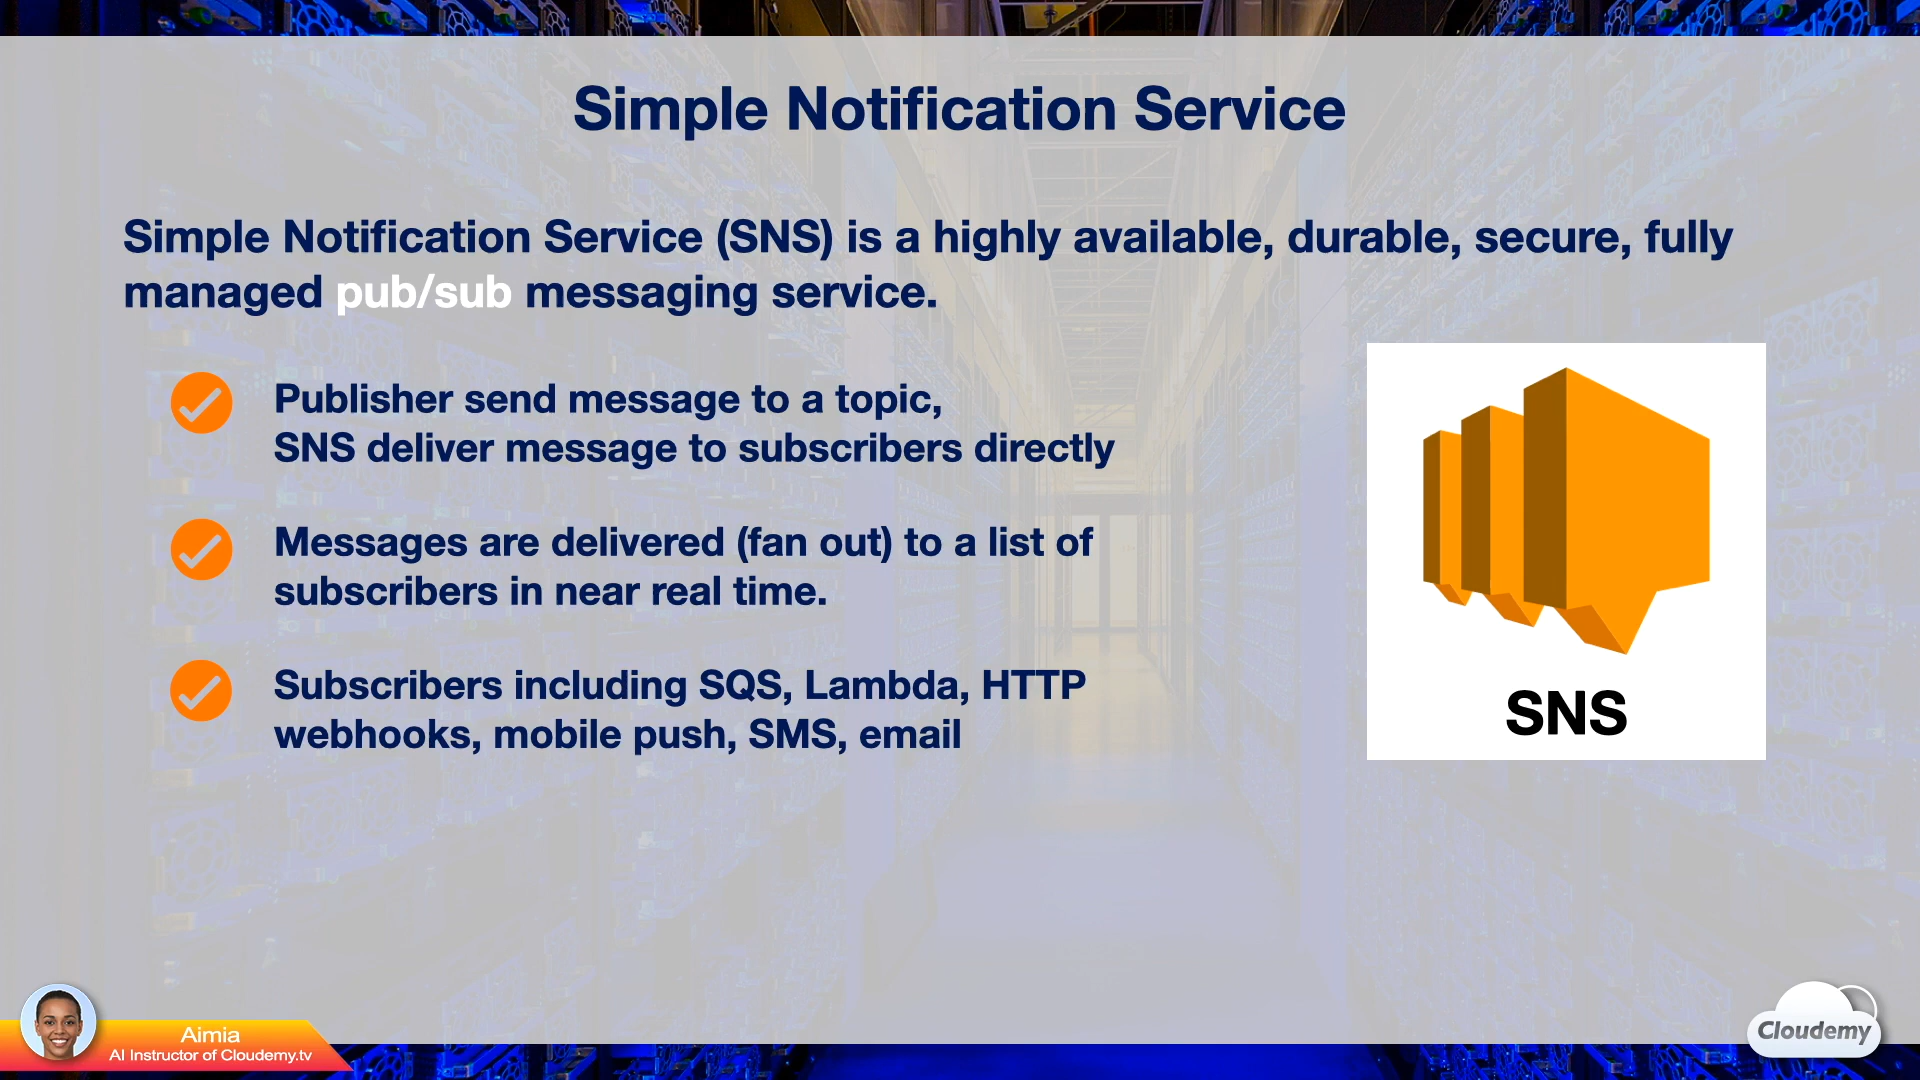 Simple Notification Service
Simple Notification Service (SNS) is a highly available, durable, secure, fully
managed pub/sub messaging service.
Publisher send message to a topic,
SNS deliver message to subscribers directly
Messages are delivered (fan out) to a list of
subscribers in near real time.
Subscribers including SQS, Lambda, HTTP
webhooks, mobile push, SMS, email
SNS
Aimia
AI Instructor of Cloudemy.tv
Cloudemy